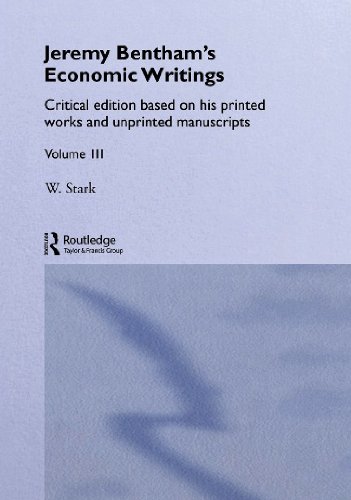 Jeremy Bentham's
Economic Writings
Critical edition based on his printed
works and unprinted manuscripts
Volume III
W. Stark
ROUTLEDGE
Routledge
Taylor & Francis Group